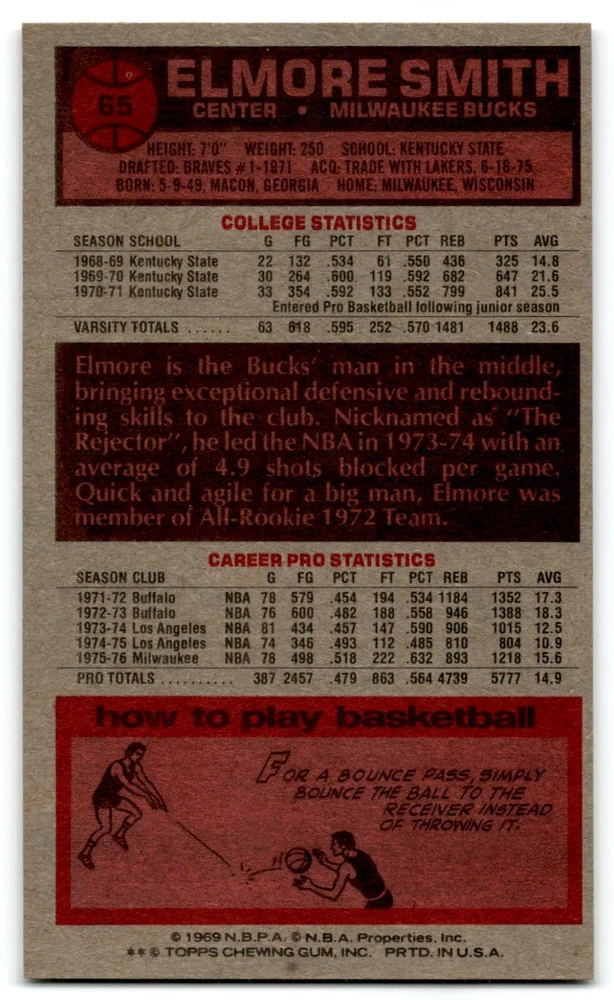 65
ELMORE SMITH
CENTER • MILWAUKEE BUCKS
HEIGHT: 7'0" WEIGHT: 250 SCHOOL: KENTUCKY STATE
DRAFTED: BRAVES #1-1971 ACQ: TRADE WITH LAKERS, 6-16-75
BORN: 5-9-49, MACON, GEORGIA HOME: MILWAUKEE, WISCONSIN
COLLEGE STATISTICS
SEASON SCHOOL G FG PCT FT PCT REB PTS AVG
1968-69 Kentucky State 22 132 .534 61 .550 436 325 14.8
1969-70 Kentucky State 30 264 .600 119 .592 682 647 21.6
1970-71 Kentucky State 33 354 .592 133 .552 799 841 25.5
Entered Pro Basketball following junior season
VARSITY TOTALS ...... 63 618 .595 252 .570 1481 1488 23.6
Elmore is the Bucks' man in the middle,
bringing exceptional defensive and rebound-
ing skills to the club. Nicknamed as "The
Rejector", he led the NBA in 1973-74 with an
average of 4.9 shots blocked per game.
Quick and agile for a big man, Elmore was
member of All-Rookie 1972 Team.
CAREER PRO STATISTICS
SEASON CLUB G FG PCT FT PCT REB PTS AVG
1971-72 Buffalo NBA 78 579 .454 194 .534 1184 1352 17.3
1972-73 Buffalo NBA 76 600 .482 188 .558 946 1388 18.3
1973-74 Los Angeles NBA 81 434 .457 147 .590 906 1015 12.5
1974-75 Los Angeles NBA 74 346 .493 112 .485 810 804 10.9
1975-76 Milwaukee NBA 78 498 .518 222 .632 893 1218 15.6
PRO TOTALS .......... 387 2457 .479 863 .564 4739 5777 14.9
how to play basketball
FOR A BOUNCE PASS, SIMPLY
BOUNCE THE BALL TO THE
RECEIVER INSTEAD
OF THROWING IT.
© 1969 N.B.P.A. © N.B.A. Properties, Inc.
** © TOPPS CHEWING GUM, INC. PRTD. IN U.S.A.